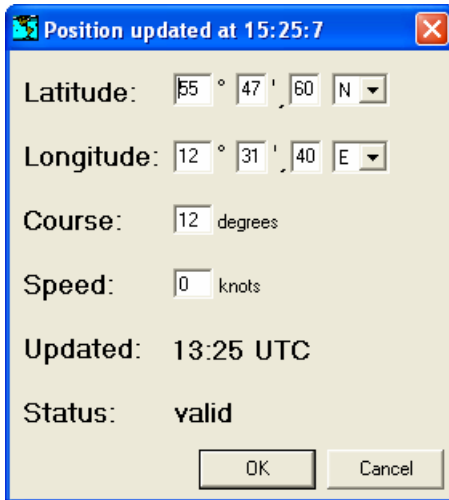 Position updated at 15:25:7
Latitude: 55 ° 47 ', 60 N
Longitude: 12 ° 31 ', 40 E
Course: 12 degrees
Speed: 0 knots
Updated: 13:25 UTC
Status: valid
OK Cancel